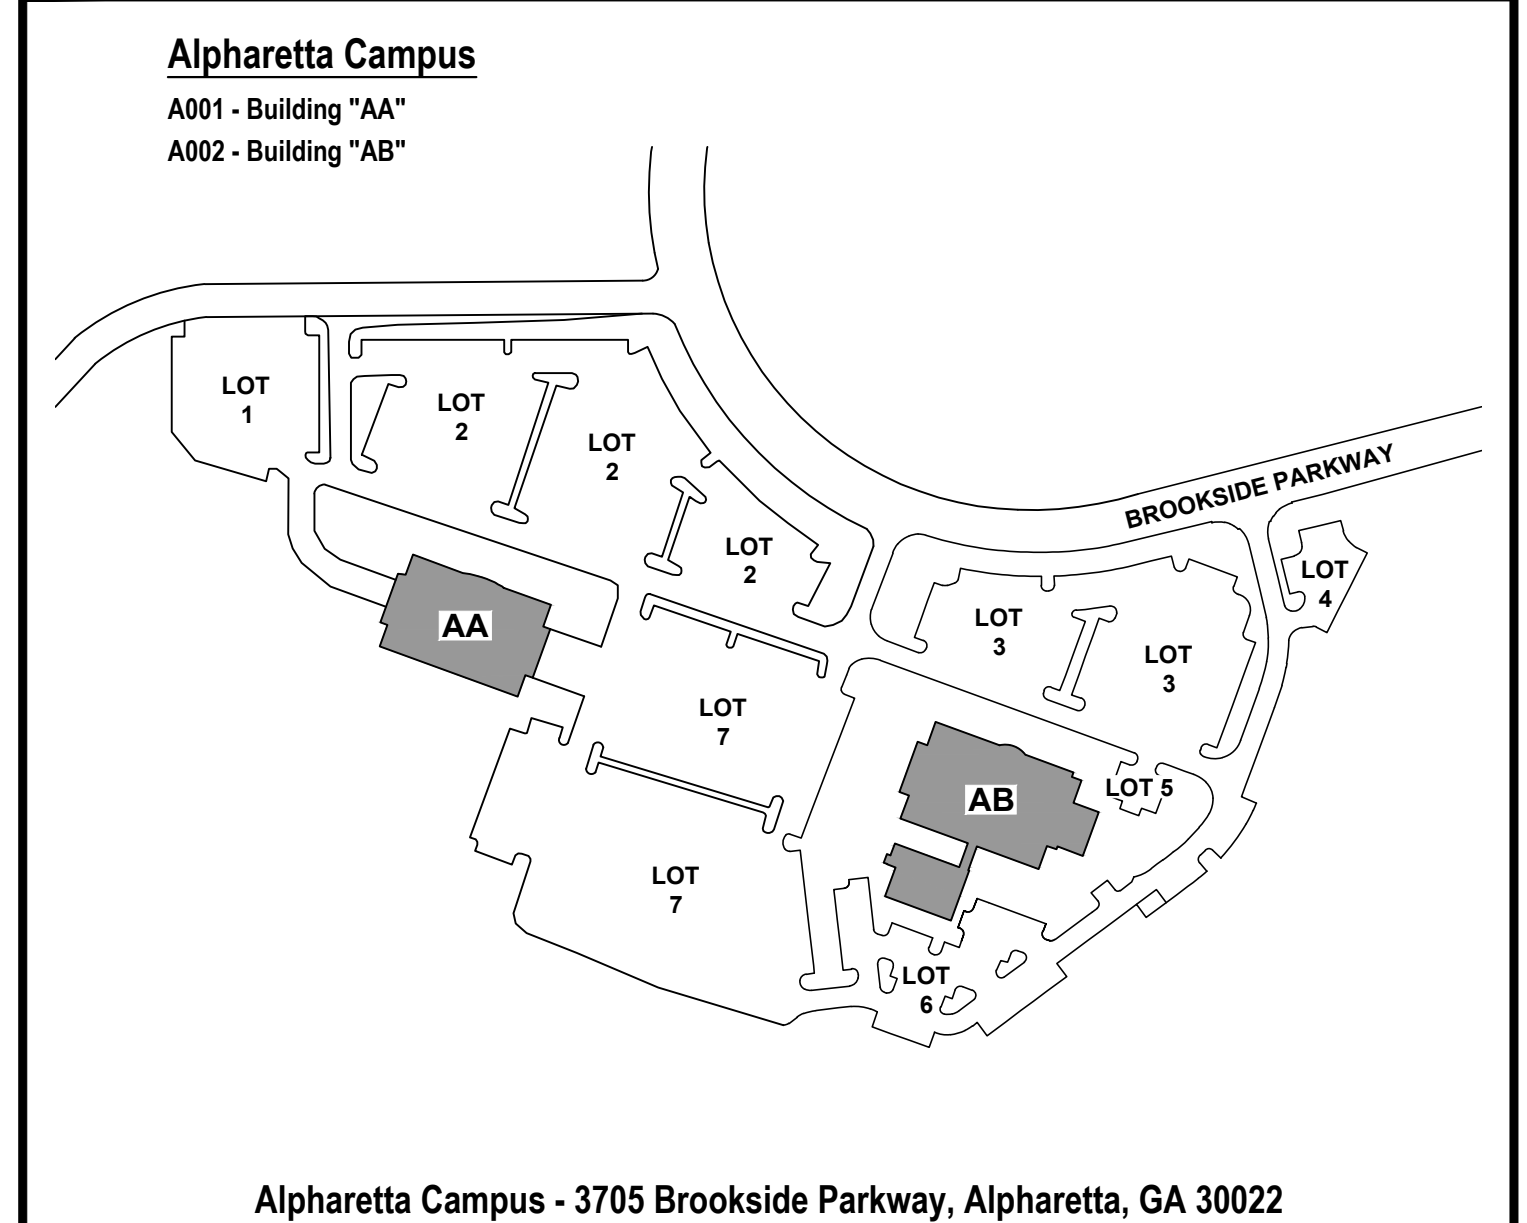 Alpharetta Campus
A001 - Building "AA"
A002 - Building "AB"
LOT
1
LOT
2
LOT
2
LOT
2
BROOKSIDE PARKWAY
LOT
4
LOT
3
LOT
3
AA
LOT
7
AB
LOT 5
LOT
7
LOT
6
Alpharetta Campus - 3705 Brookside Parkway, Alpharetta, GA 30022